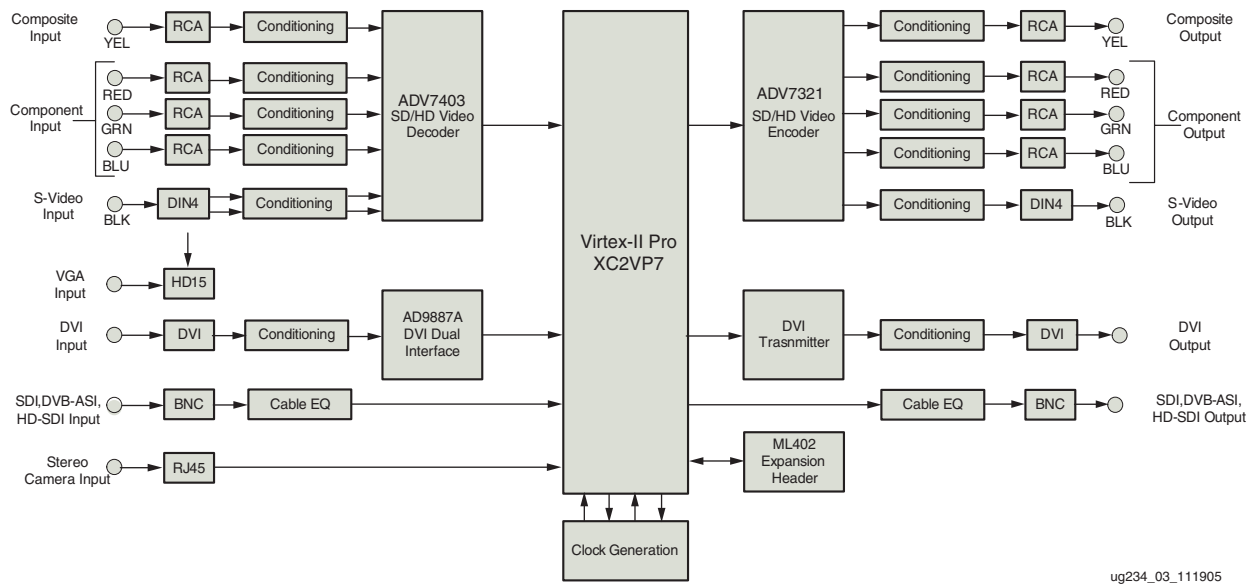 Composite
Input
YEL
RCA
Conditioning
Component
Input
RED
RCA
Conditioning
GRN
RCA
Conditioning
BLU
RCA
Conditioning
S-Video
Input
BLK
DIN4
Conditioning
ADV7403
SD/HD Video
Decoder
VGA
Input
HD15
DVI
Input
DVI
Conditioning
AD9887A
DVI Dual
Interface
SDI,DVB-ASI,
HD-SDI Input
BNC
Cable EQ
Stereo
Camera Input
RJ45
Virtex-II Pro
XC2VP7
Clock Generation
ADV7321
SD/HD Video
Encoder
Conditioning
RCA
YEL
Composite
Output
Conditioning
RCA
RED
Conditioning
RCA
GRN
Conditioning
RCA
BLU
Component
Output
Conditioning
DIN4
BLK
S-Video
Output
DVI
Trasnmitter
Conditioning
DVI
DVI
Output
Cable EQ
BNC
SDI,DVB-ASI,
HD-SDI Output
ML402
Expansion
Header
ug234_03_111905